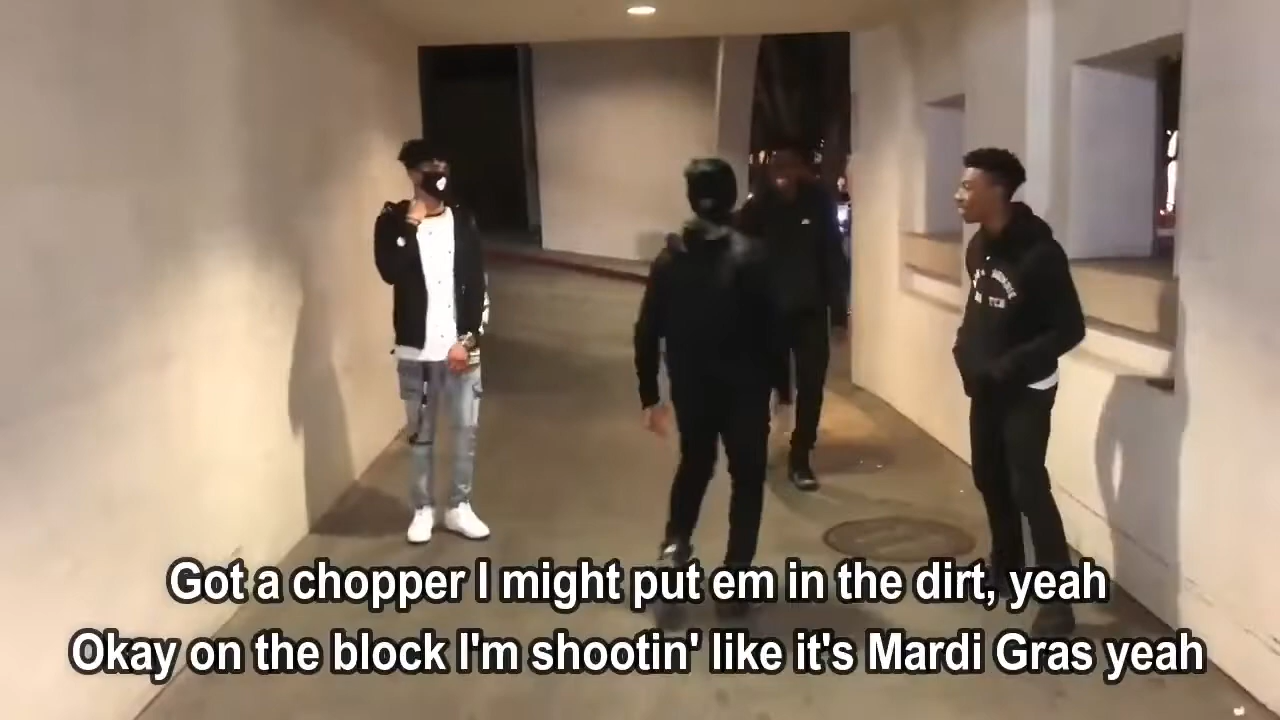 Got a chopper I might put em in the dirt, yeah
Okay on the block I'm shootin' like it's Mardi Gras yeah